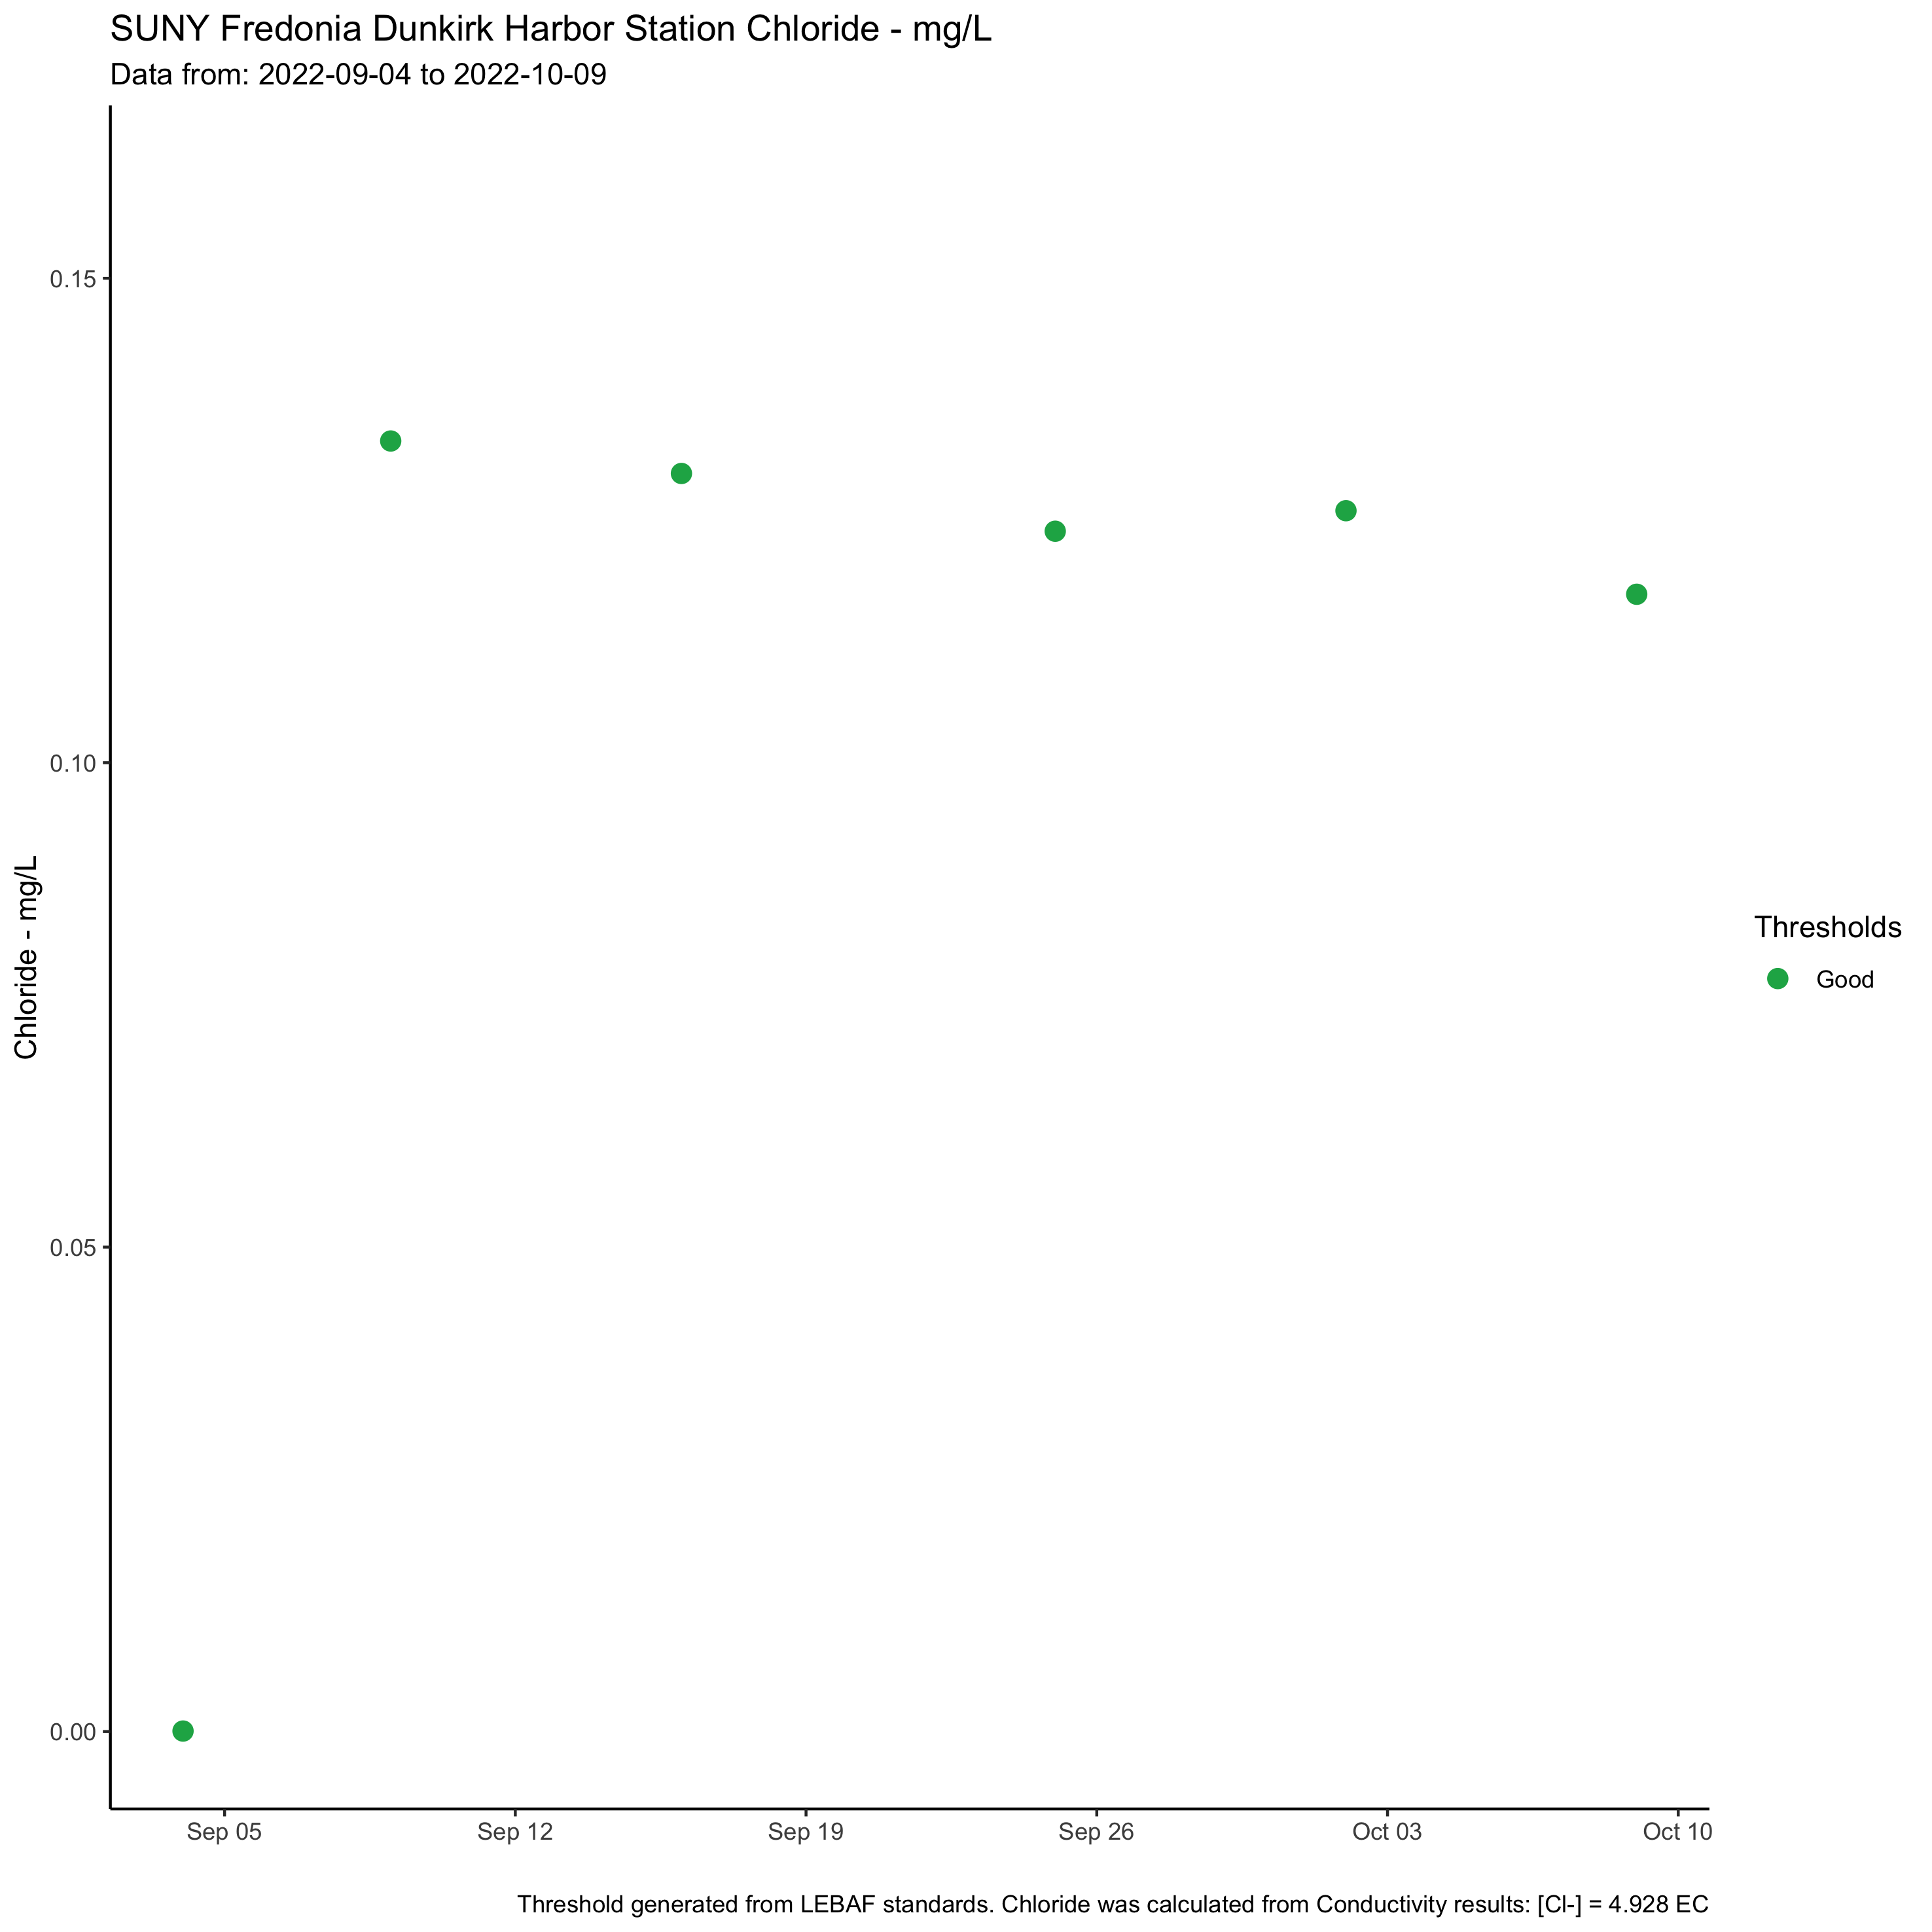 SUNY Fredonia Dunkirk Harbor Station Chloride - mg/L
Data from: 2022-09-04 to 2022-10-09
Chloride - mg/L
0.15
0.10
0.05
0.00
Sep 05
Sep 12
Sep 19
Sep 26
Oct 03
Oct 10
Thresholds
Good
Threshold generated from LEBAF standards. Chloride was calculated from Conductivity results: [Cl-] = 4.928 EC